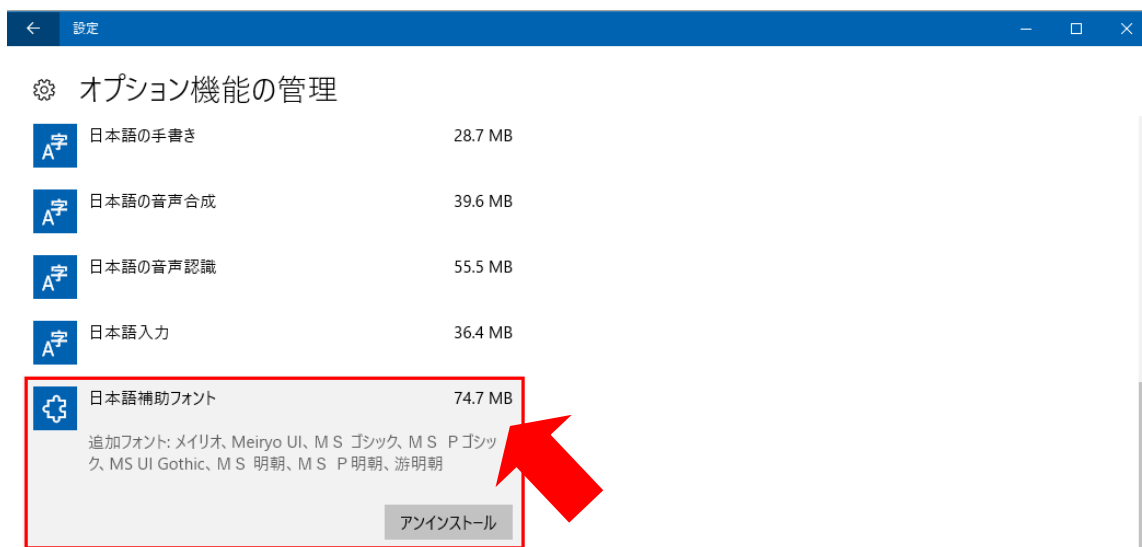 設定
オプション機能の管理
日本語の手書き 28.7 MB
日本語の音声合成 39.6 MB
日本語の音声認識 55.5 MB
日本語入力 36.4 MB
日本語補助フォント 74.7 MB
追加フォント: メイリオ、Meiryo UI、ＭＳ ゴシック、ＭＳ Ｐゴシッ
ク、MS UI Gothic、ＭＳ 明朝、ＭＳ Ｐ明朝、游明朝
アンインストール